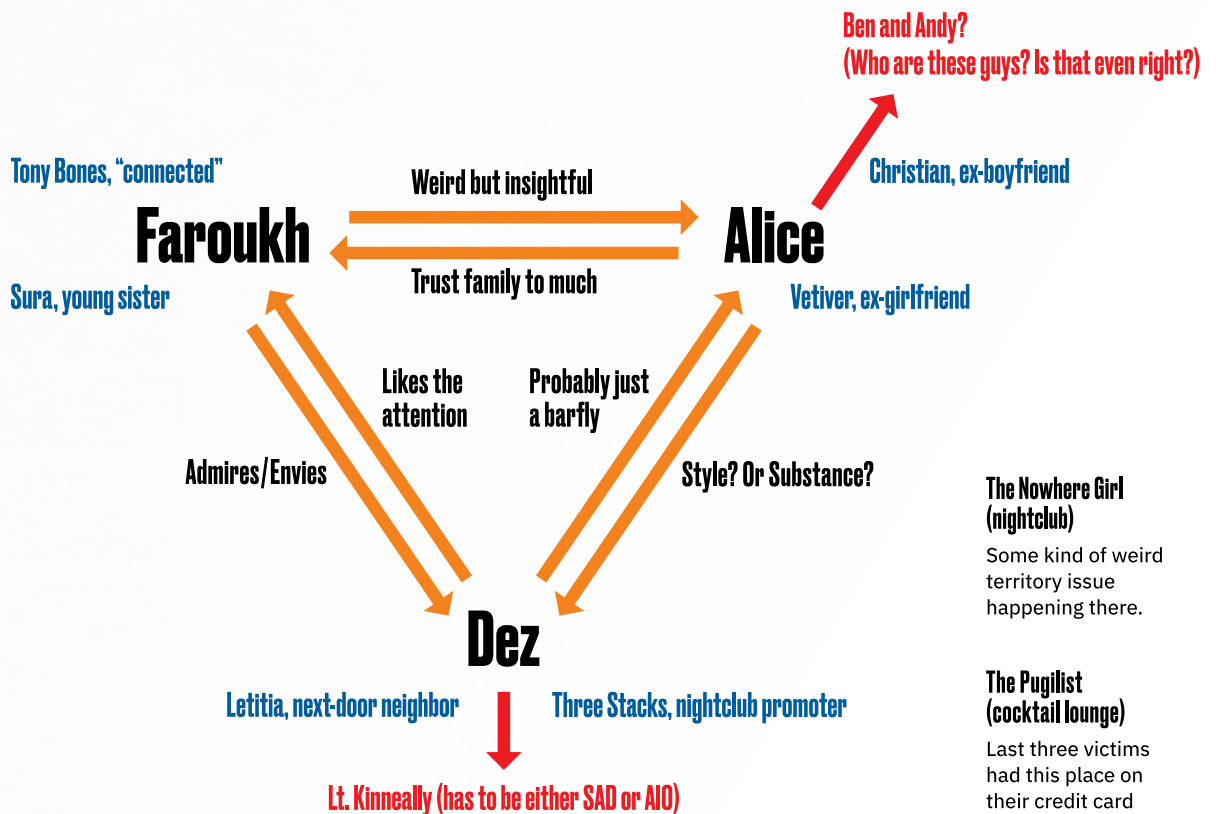 Ben and Andy?
(Who are these guys? Is that even right?)
Tony Bones, “connected”
Weird but insightful
Christian, ex-boyfriend
Faroukh
Alice
Trust family to much
Sura, young sister
Vetiver, ex-girlfriend
Likes the
attention
Probably just
a barfly
Admires/Envies
Style? Or Substance?
The Nowhere Girl
(nightclub)
Some kind of weird
territory issue
happening there.
Dez
Letitia, next-door neighbor
Three Stacks, nightclub promoter
The Pugilist
(cocktail lounge)
Last three victims
had this place on
their credit card
Lt. Kinneally (has to be either SAD or AIO)